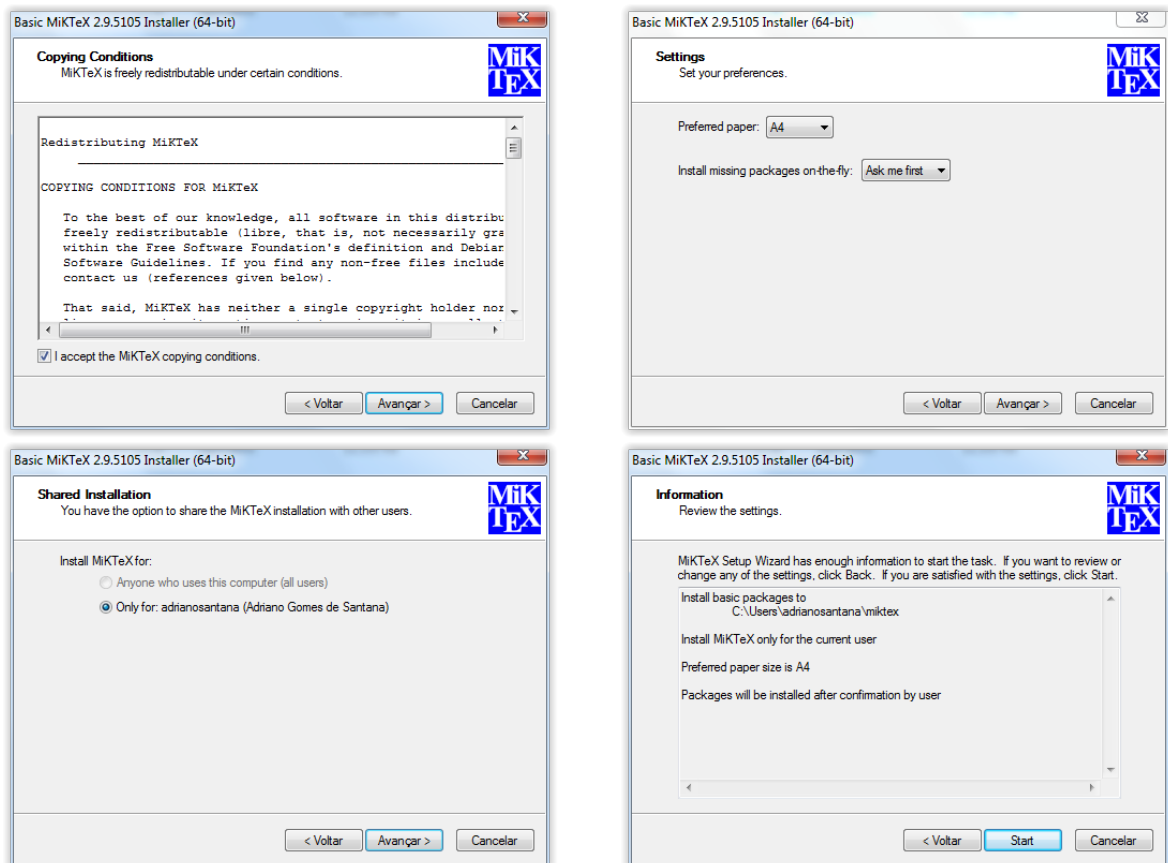 Basic MiKTeX 2.9.5105 Installer (64-bit)
Copying Conditions
MiKTeX is freely redistributable under certain conditions.
MiK
TEX
Redistributing MiKTeX
COPYING CONDITIONS FOR MiKTeX
To the best of our knowledge, all software in this distribu
freely redistributable (libre, that is, not necessarily gra
within the Free Software Foundation's definition and Debian
Software Guidelines. If you find any non-free files include
contact us (references given below).
That said, MiKTeX has neither a single copyright holder nor
I accept the MiKTeX copying conditions.
< Voltar
Avançar >
Cancelar
Basic MiKTeX 2.9.5105 Installer (64-bit)
Settings
Set your preferences.
MiK
TEX
Preferred paper: A4
Install missing packages on-the-fly: Ask me first
< Voltar
Avançar >
Cancelar
Basic MiKTeX 2.9.5105 Installer (64-bit)
Shared Installation
You have the option to share the MiKTeX installation with other users.
MiK
TEX
Install MiKTeX for:
Anyone who uses this computer (all users)
Only for: adrianosantana (Adriano Gomes de Santana)
< Voltar
Avançar >
Cancelar
Basic MiKTeX 2.9.5105 Installer (64-bit)
Information
Review the settings.
MiK
TEX
MiKTeX Setup Wizard has enough information to start the task. If you want to review or
change any of the settings, click Back. If you are satisfied with the settings, click Start.
Install basic packages to
C:\Users\adrianosantana\miktex
Install MiKTeX only for the current user
Preferred paper size is A4
Packages will be installed after confirmation by user
< Voltar
Start
Cancelar